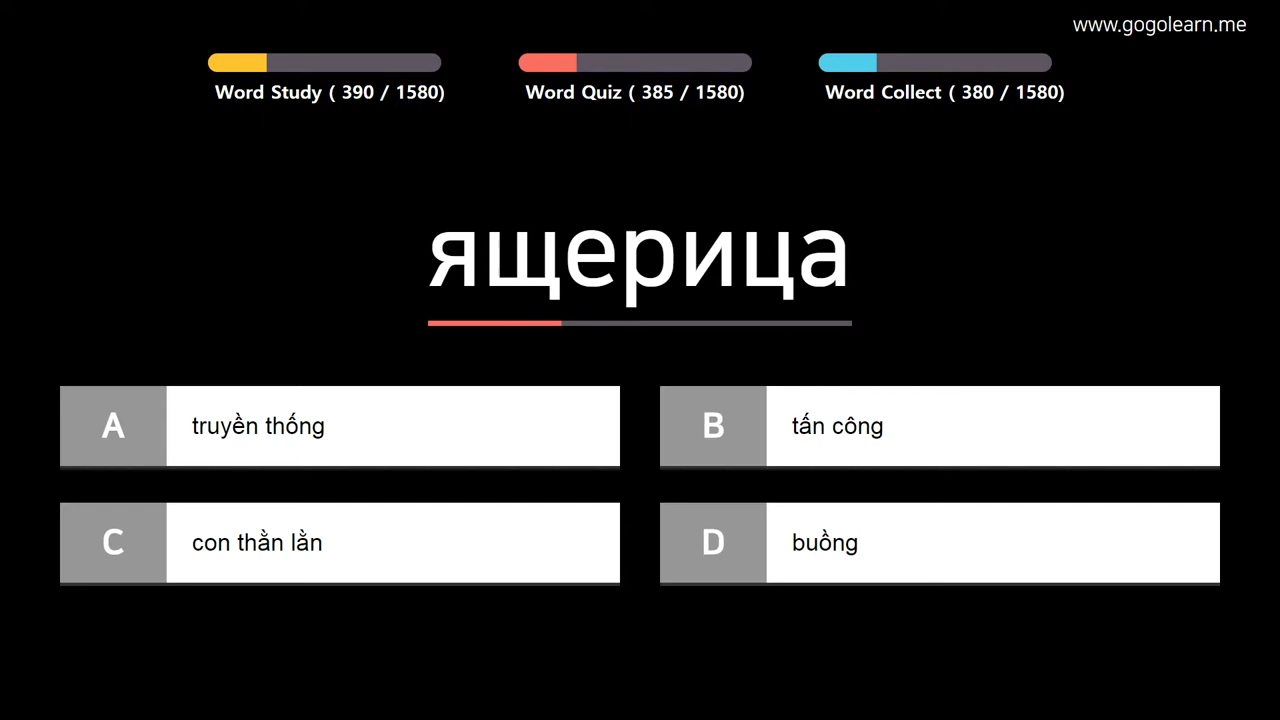 www.gogolearn.me
Word Study ( 390 / 1580)
Word Quiz ( 385 / 1580)
Word Collect ( 380 / 1580)
ящерица
A truyền thống
B tấn công
C con thằn lằn
D buồng